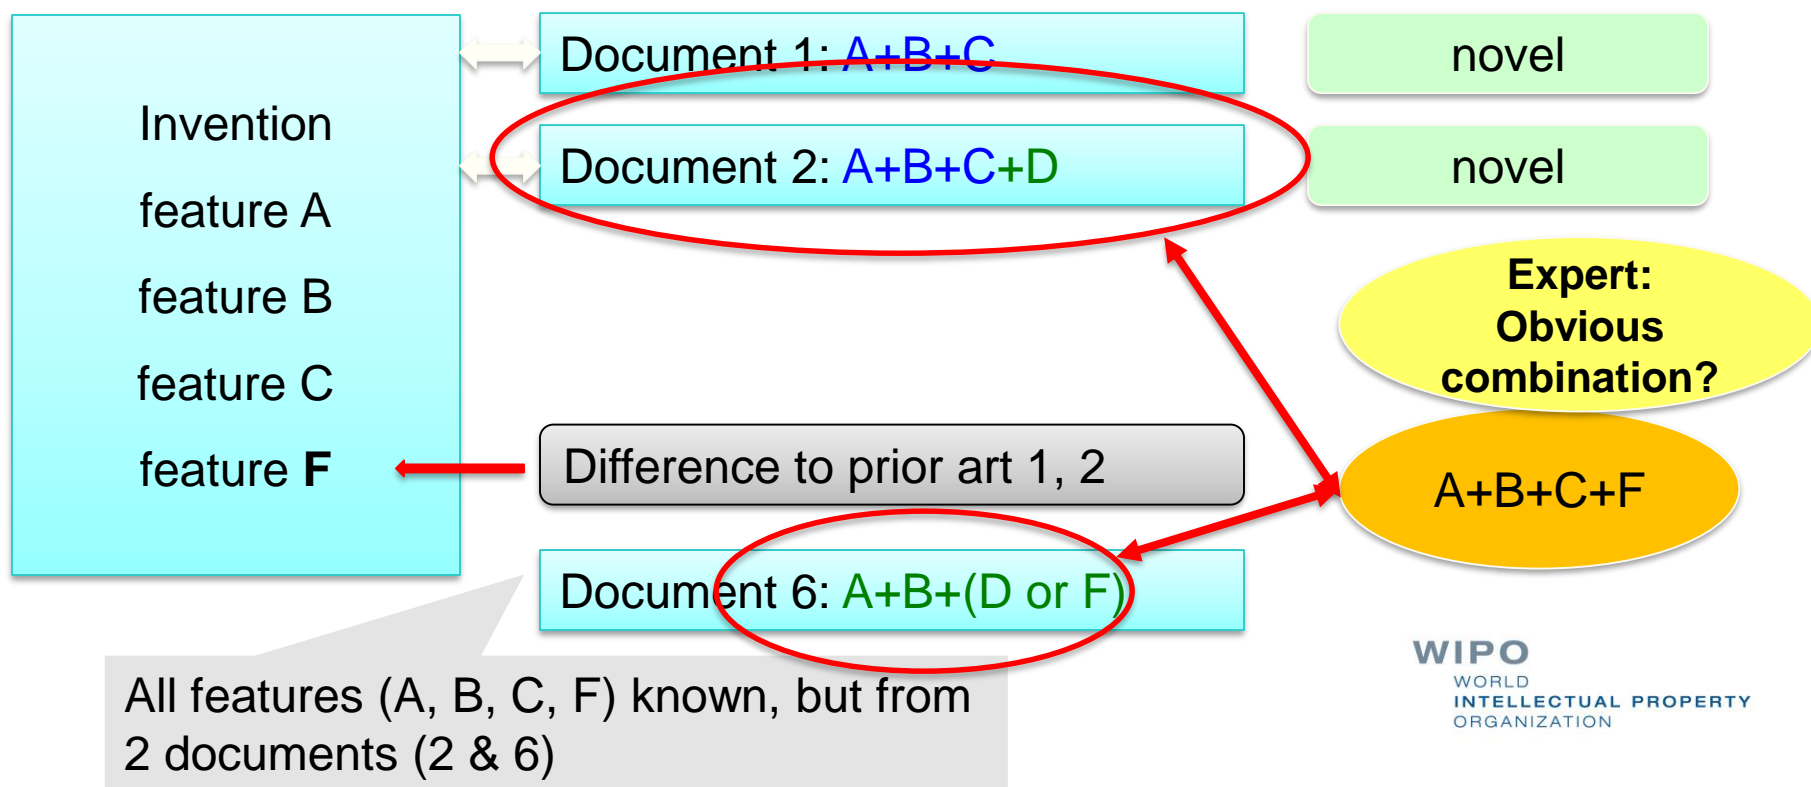 Invention
feature A
feature B
feature C
feature F
Document 1: A+B+C
novel
Document 2: A+B+C+D
novel
Expert:
Obvious
combination?
Difference to prior art 1, 2
A+B+C+F
Document 6: A+B+(D or F)
All features (A, B, C, F) known, but from
2 documents (2 & 6)
WIPO
WORLD
INTELLECTUAL PROPERTY
ORGANIZATION